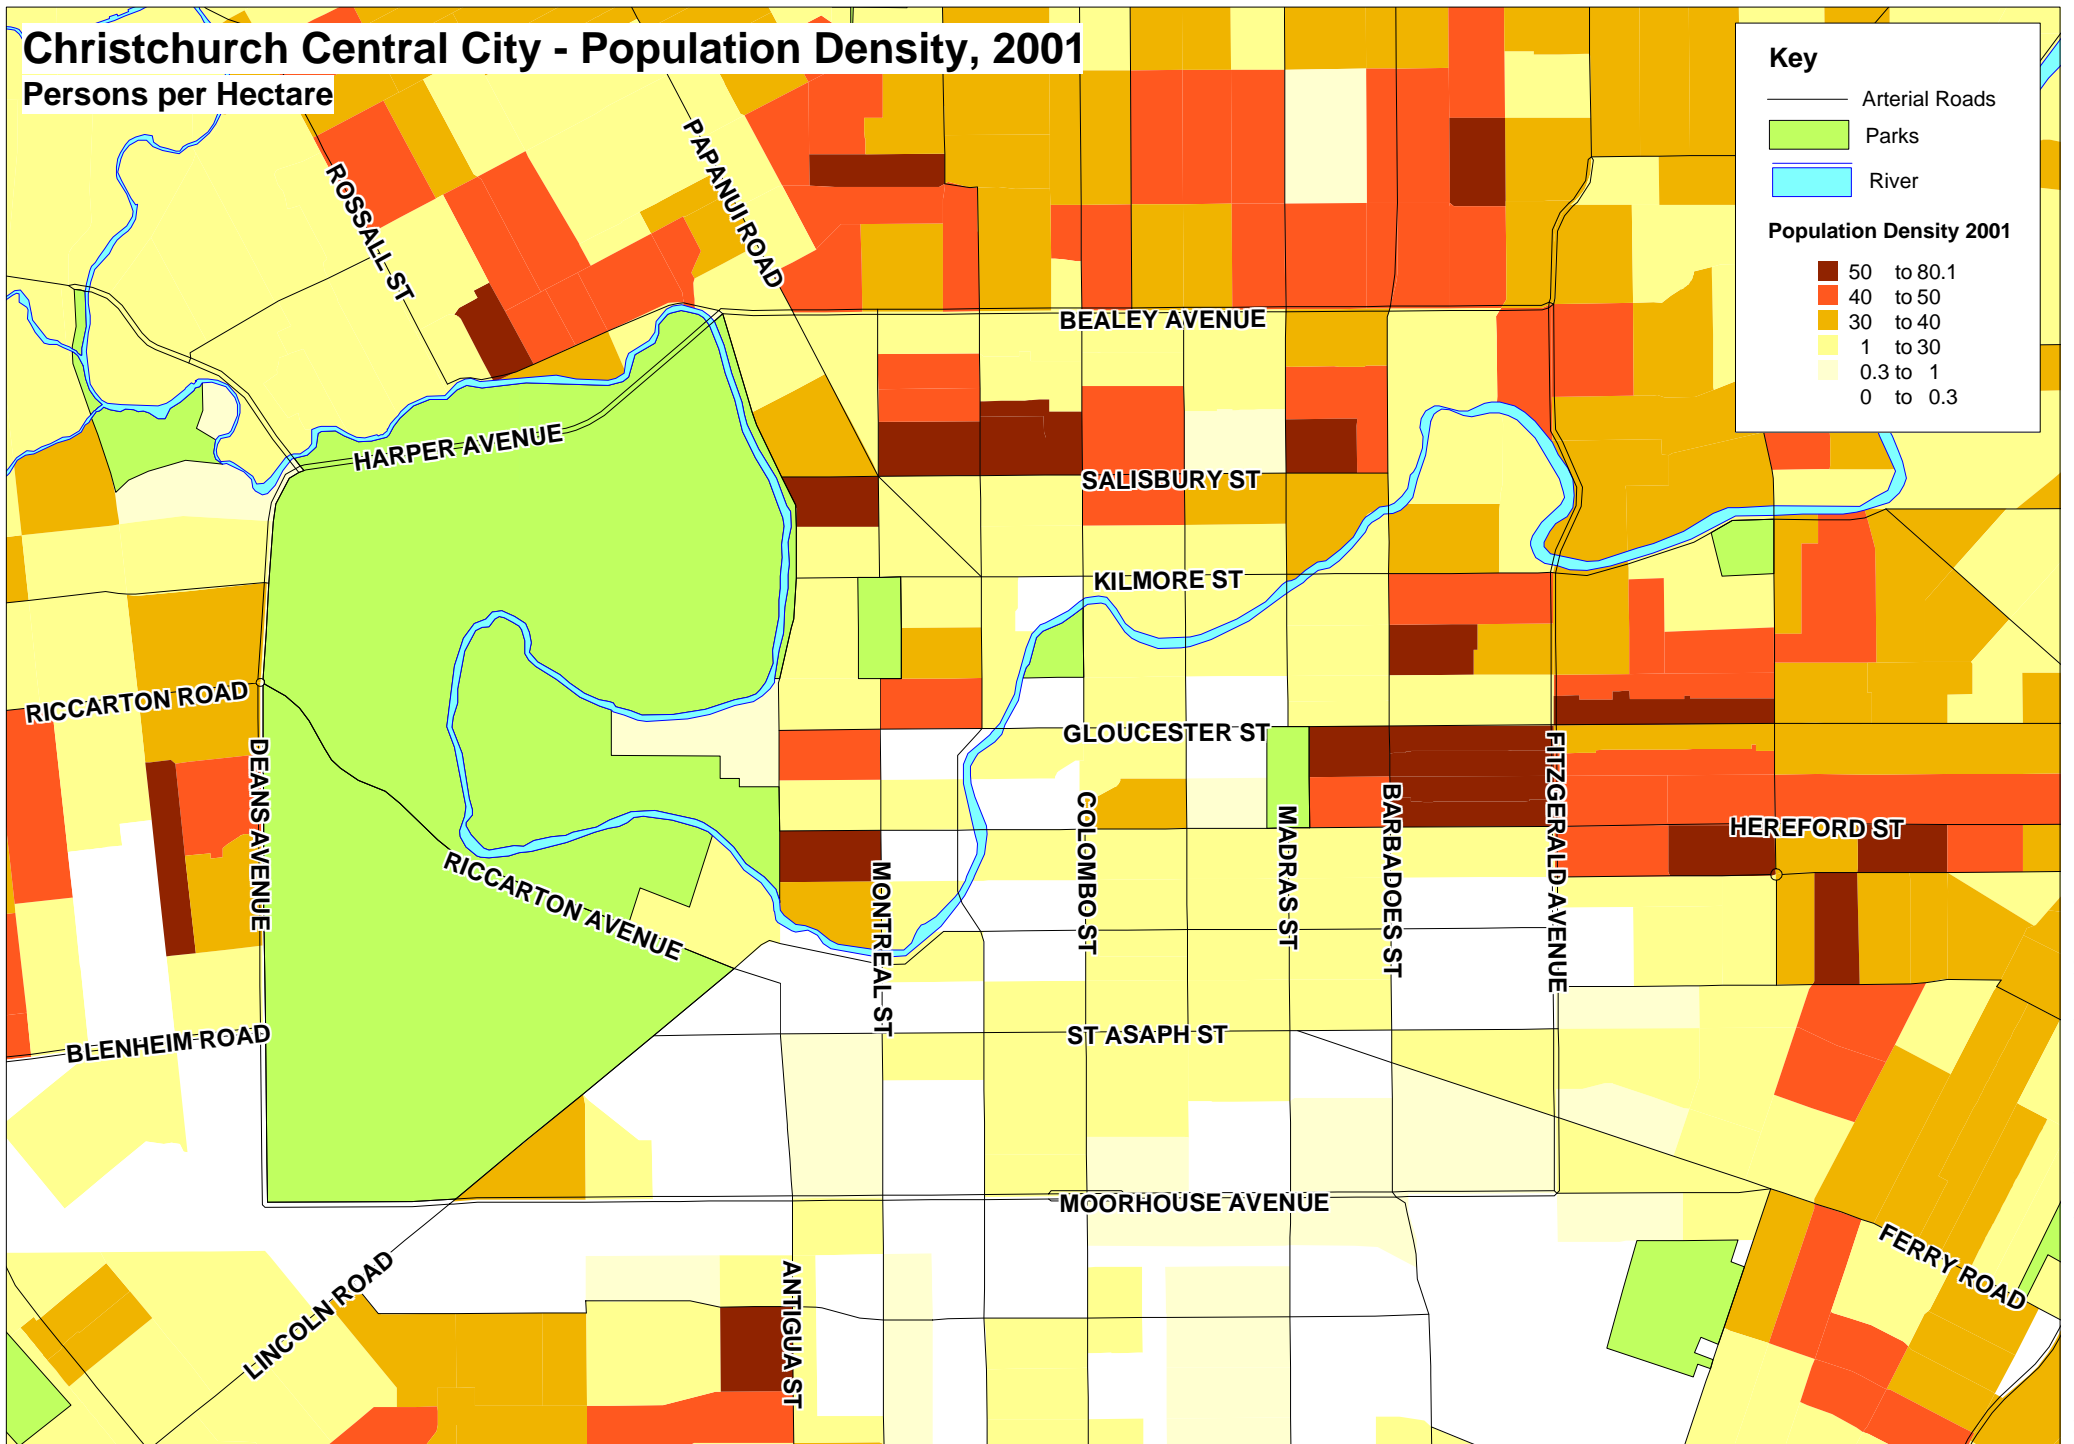 Christchurch Central City - Population Density, 2001
Persons per Hectare
Key
Arterial Roads
Parks
River
Population Density 2001
50 to 80.1
40 to 50
30 to 40
1 to 30
0.3 to 1
0 to 0.3
ROSSALL ST
PAPANUI ROAD
BEALEY AVENUE
HARPER AVENUE
SALISBURY ST
KILMORE ST
RICCARTON ROAD
GLOUCESTER ST
DEANS AVENUE
RICCARTON AVENUE
MONTREAL ST
COLOMBO ST
MADRAS ST
BARBADOES ST
FITZGERALD AVENUE
HEREFORD ST
BLENHEIM ROAD
ST ASAPH ST
MOORHOUSE AVENUE
LINCOLN ROAD
ANTIGUA ST
FERRY ROAD